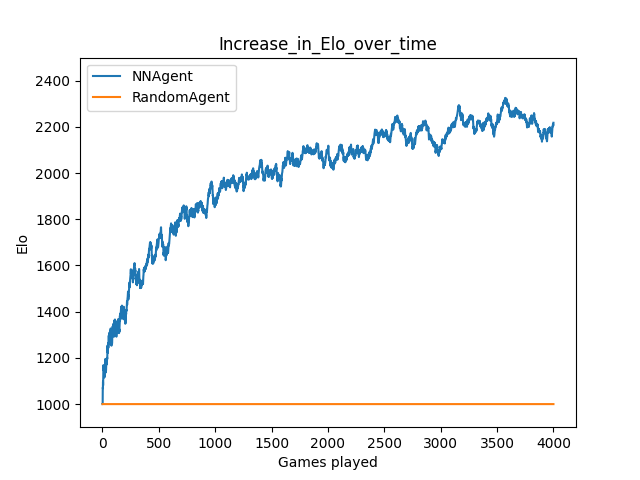 Increase_in_Elo_over_time
NNAgent
RandomAgent
2400
2200
2000
1800
1600
1400
1200
1000
Elo
0 500 1000 1500 2000 2500 3000 3500 4000
Games played